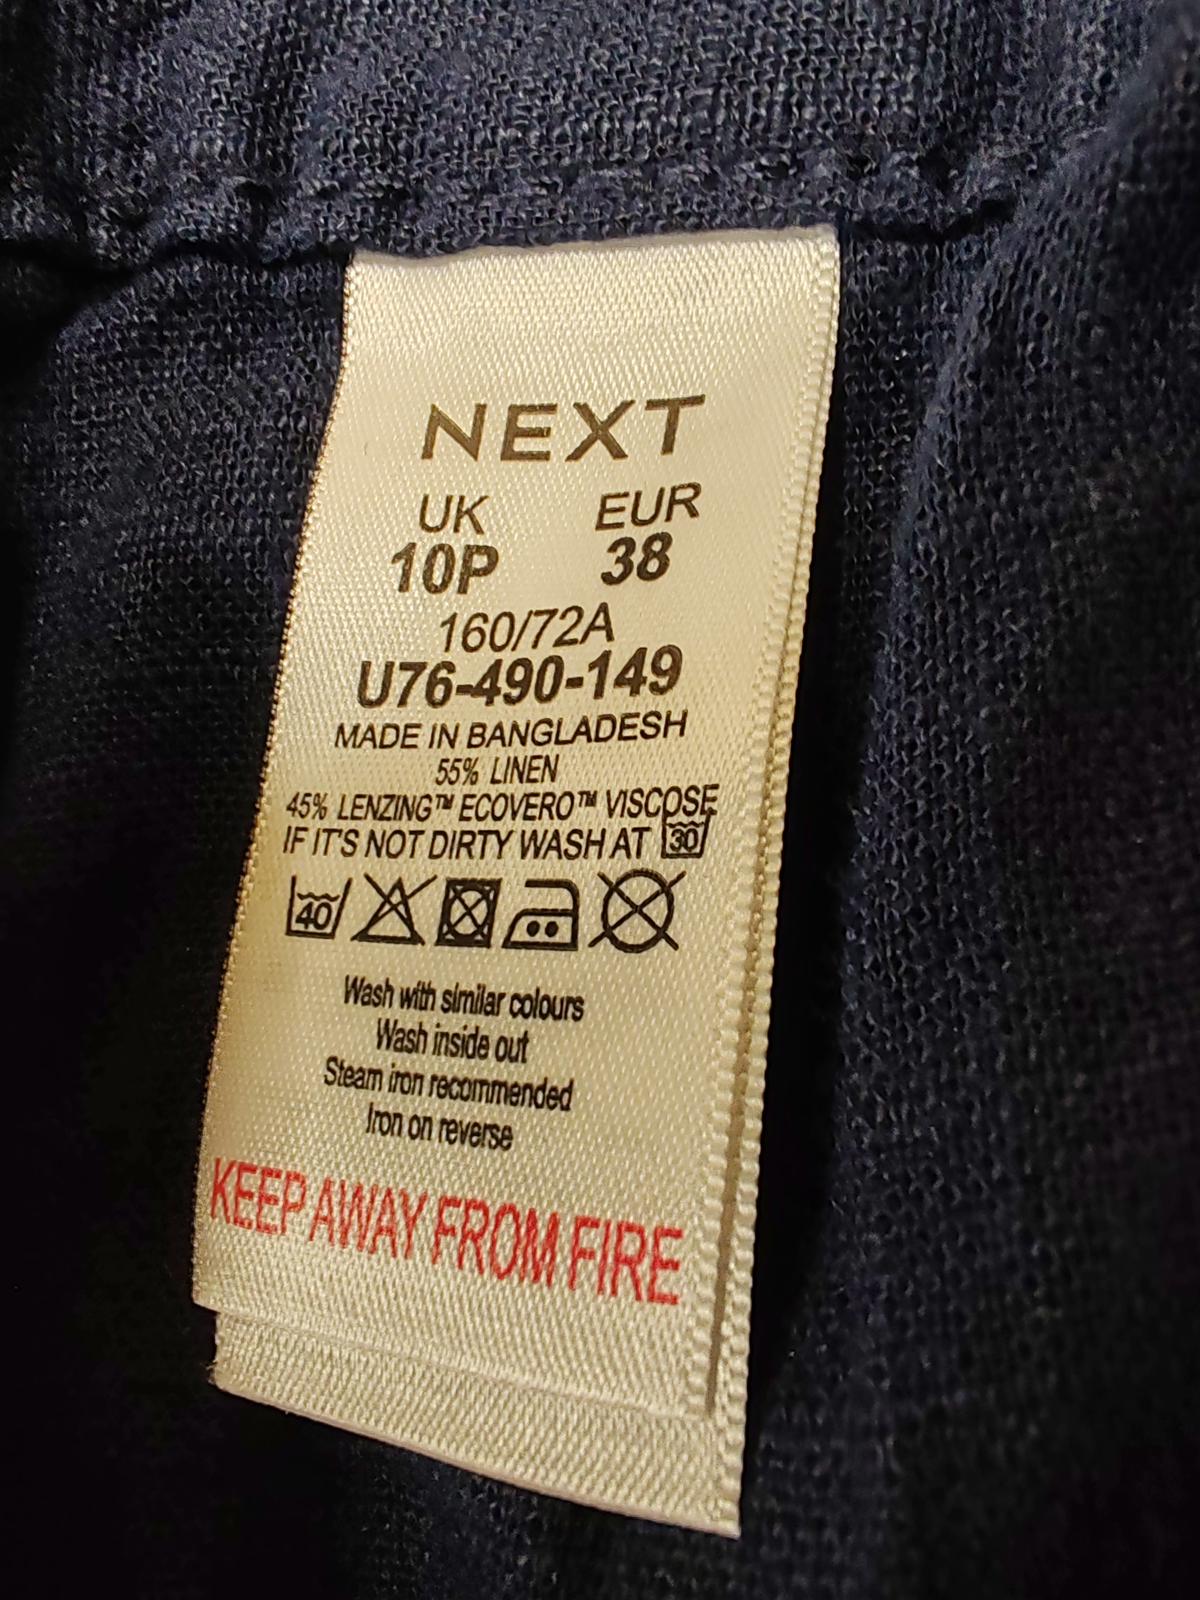 NEXT
UK EUR
10P 38
160/72A
U76-490-149
MADE IN BANGLADESH
55% LINEN
45% LENZING™ ECOVERO™ VISCOSE
IF IT'S NOT DIRTY WASH AT 30
40
Wash with similar colours
Wash inside out
Steam iron recommended
Iron on reverse
KEEP AWAY FROM FIRE